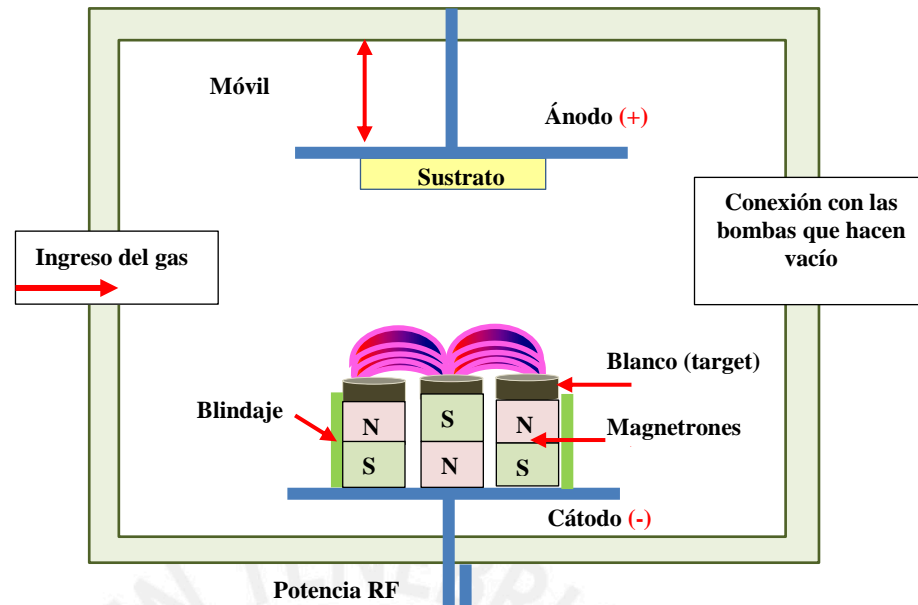 Móvil
Ánodo (+)
Sustrato
Conexión con las
bombas que hacen
vacío
Ingreso del gas
Blanco (target)
Blindaje
N
S
N
Magnetrones
S
N
S
Cátodo (-)
Potencia RF